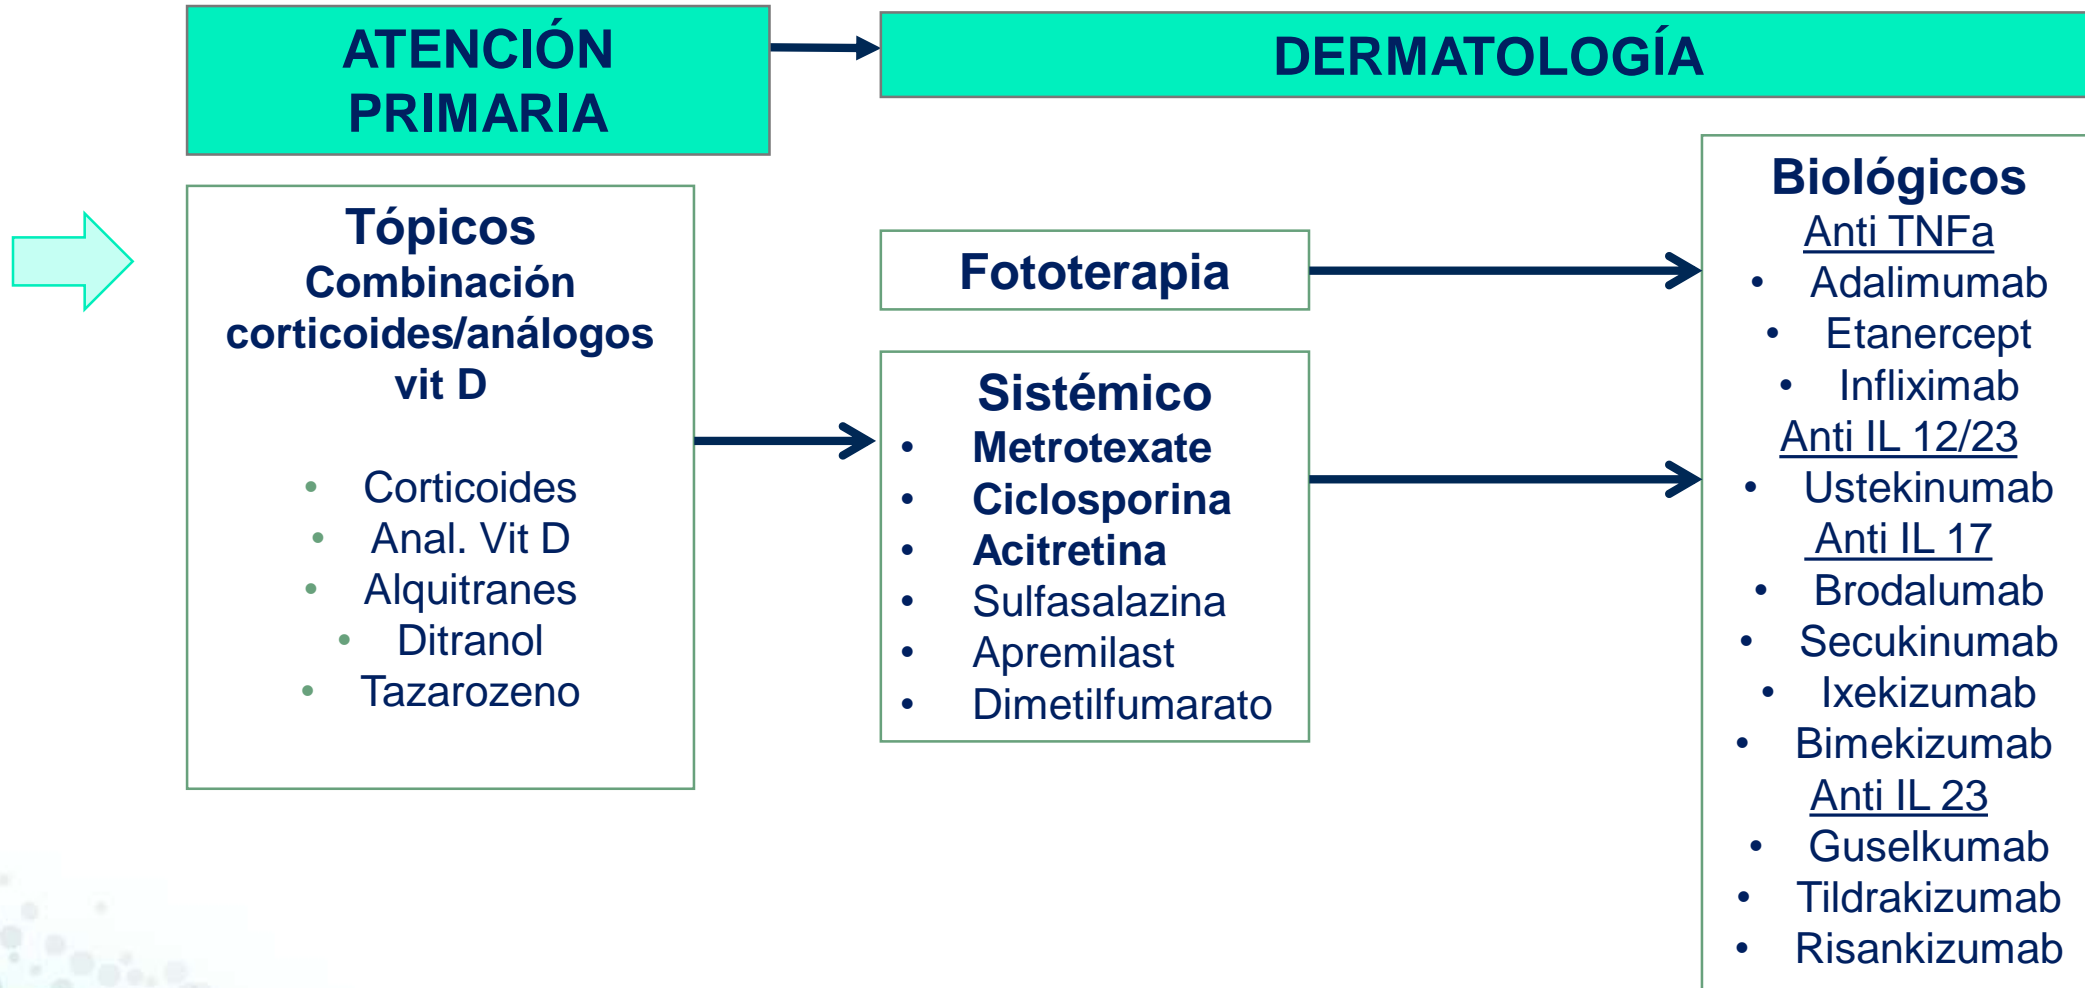 ATENCIÓN
PRIMARIA
DERMATOLOGÍA
Tópicos
Combinación
corticoides/análogos
vit D
• Corticoides
• Anal. Vit D
• Alquitranes
• Ditranol
• Tazarozeno
Fototerapia
Sistémico
• Metrotexate
• Ciclosporina
• Acitretina
• Sulfasalazina
• Apremilast
• Dimetilfumarato
Biológicos
Anti TNFa
• Adalimumab
• Etanercept
• Infliximab
Anti IL 12/23
• Ustekinumab
Anti IL 17
• Brodalumab
• Secukinumab
• Ixekizumab
• Bimekizumab
Anti IL 23
• Guselkumab
• Tildrakizumab
• Risankizumab